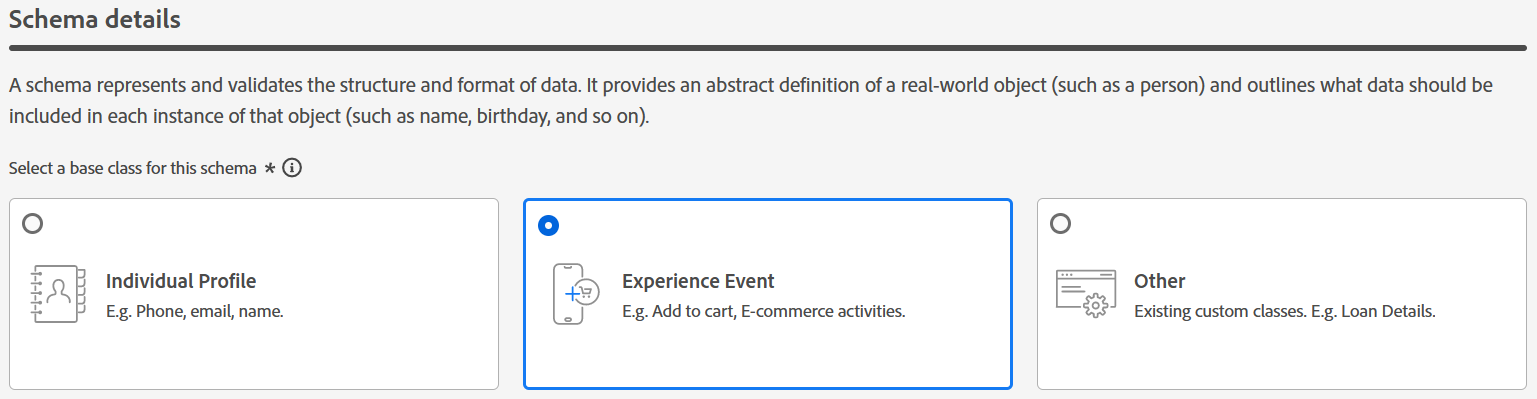 Schema details
A schema represents and validates the structure and format of data. It provides an abstract definition of a real-world object (such as a person) and outlines what data should be
included in each instance of that object (such as name, birthday, and so on).
Select a base class for this schema *
Individual Profile
E.g. Phone, email, name.
Experience Event
E.g. Add to cart, E-commerce activities.
Other
Existing custom classes. E.g. Loan Details.